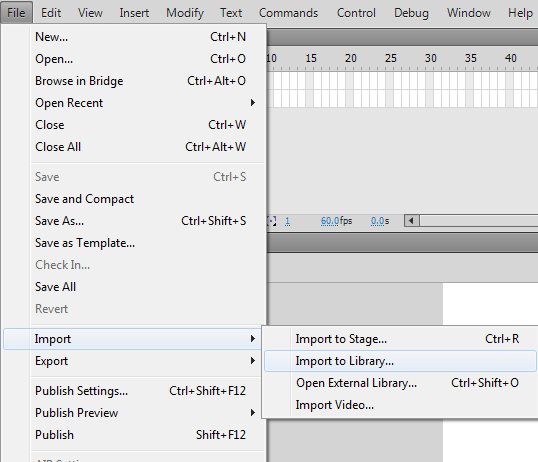 File Edit View Insert Modify Text Commands Control Debug Window Help
New... Ctrl+N
Open... Ctrl+O
Browse in Bridge Ctrl+Alt+O
Open Recent
Close Ctrl+W
Close All Ctrl+Alt+W
Save Ctrl+S
Save and Compact
Save As... Ctrl+Shift+S
Save as Template...
Check In...
Save All
Revert
Import
Export
Publish Settings... Ctrl+Shift+F12
Publish Preview
Publish Shift+F12
10 15 20 25 30 35 40
1 60.0fps 0.0s
Import to Stage... Ctrl+R
Import to Library...
Open External Library... Ctrl+Shift+O
Import Video...